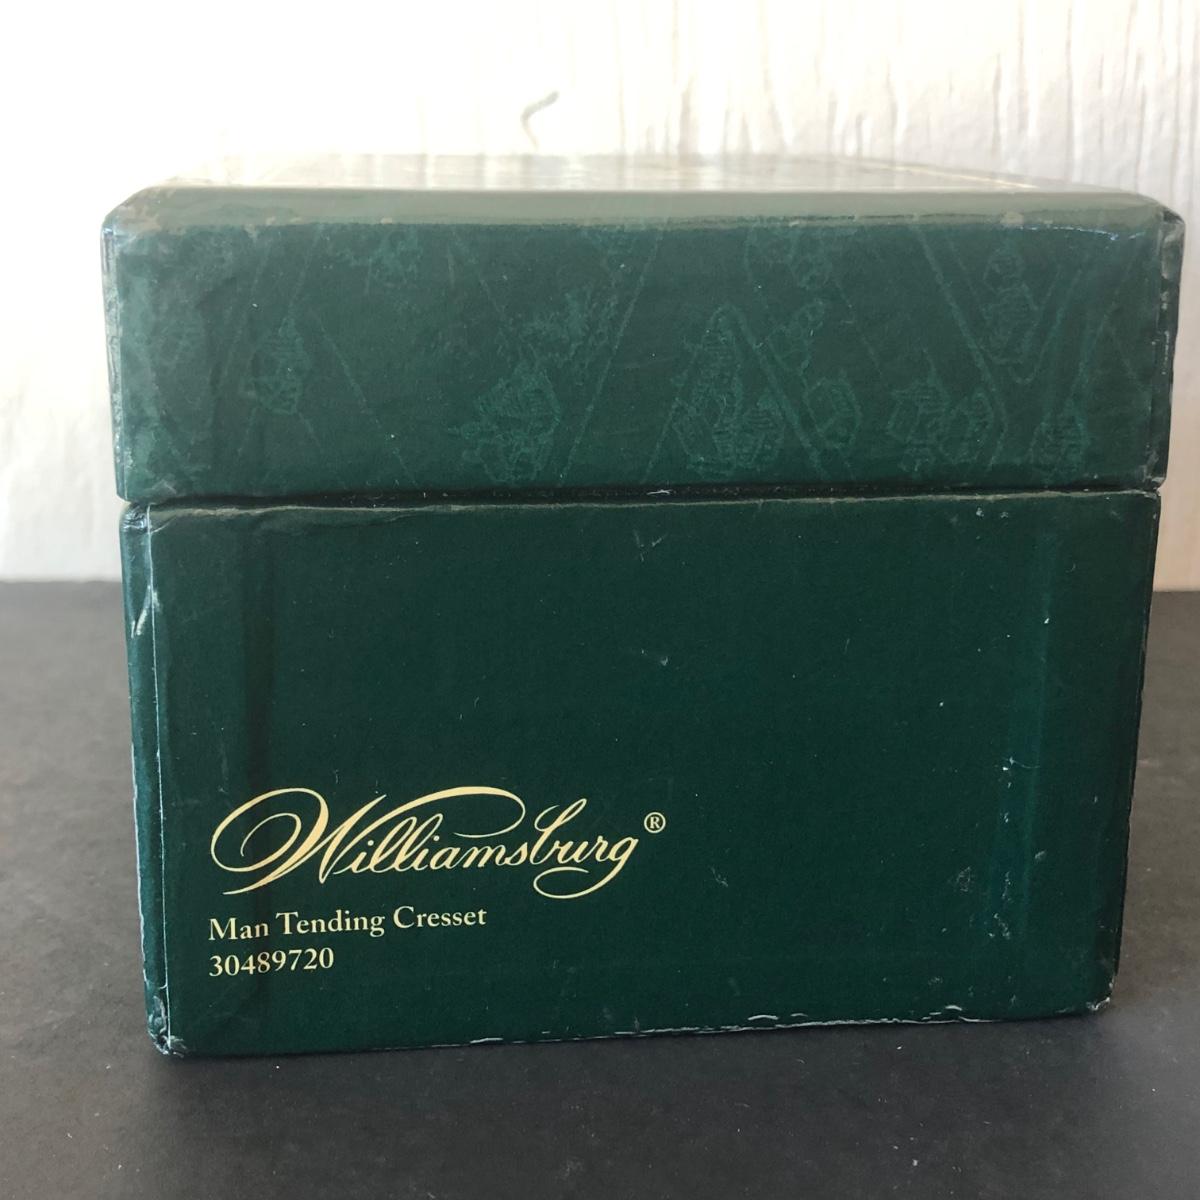 Williamsburg®
Man Tending Cresset
30489720